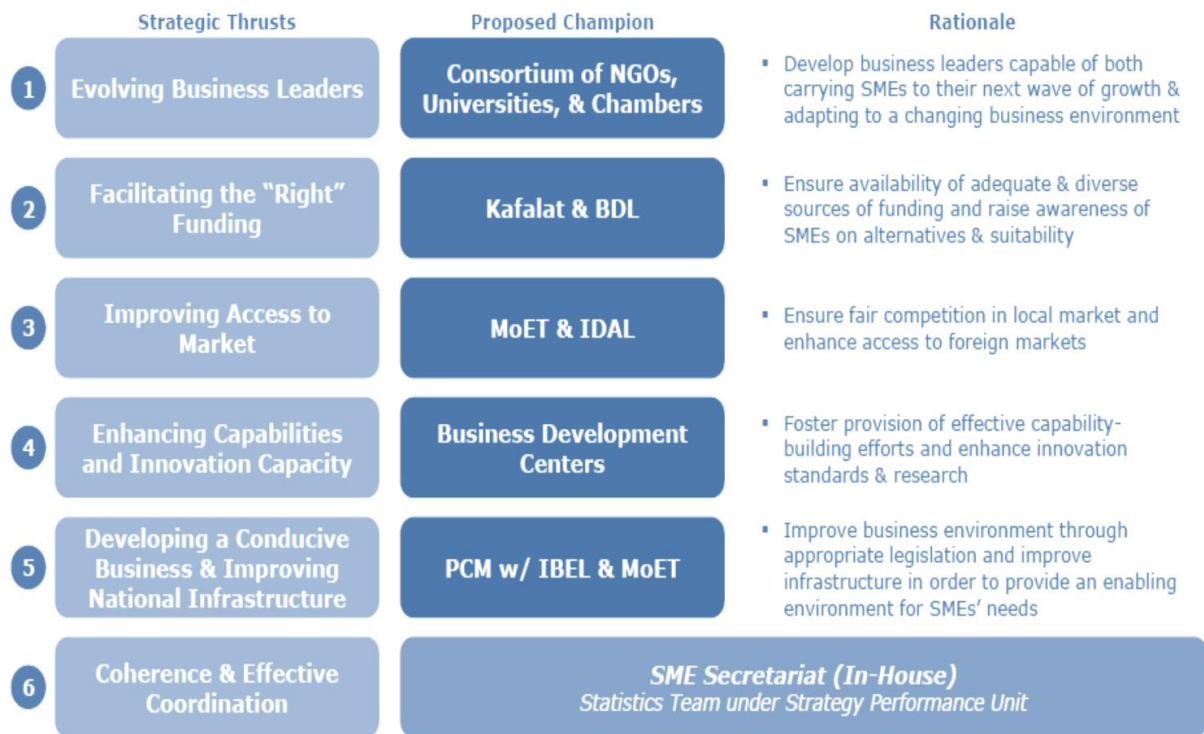 Strategic Thrusts
Proposed Champion
Rationale
1
Evolving Business Leaders
Consortium of NGOs,
Universities, & Chambers
▪ Develop business leaders capable of both
carrying SMEs to their next wave of growth &
adapting to a changing business environment
2
Facilitating the “Right”
Funding
Kafalat & BDL
▪ Ensure availability of adequate & diverse
sources of funding and raise awareness of
SMEs on alternatives & suitability
3
Improving Access to
Market
MoET & IDAL
▪ Ensure fair competition in local market and
enhance access to foreign markets
4
Enhancing Capabilities
and Innovation Capacity
Business Development
Centers
▪ Foster provision of effective capability-
building efforts and enhance innovation
standards & research
5
Developing a Conducive
Business & Improving
National Infrastructure
PCM w/ IBEL & MoET
▪ Improve business environment through
appropriate legislation and improve
infrastructure in order to provide an enabling
environment for SMEs’ needs
6
Coherence & Effective
Coordination
SME Secretariat (In-House)
Statistics Team under Strategy Performance Unit